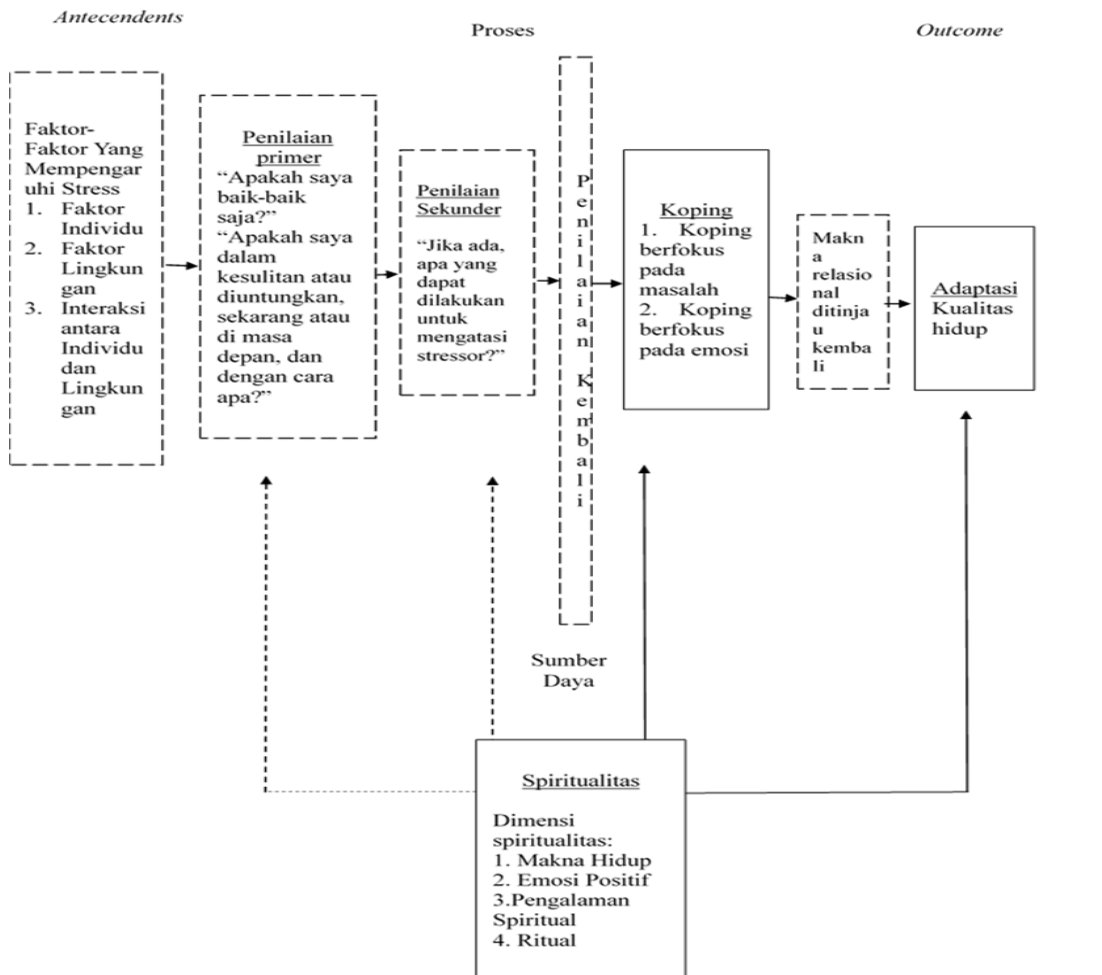 Antecendents
Proses
Outcome
Faktor-
Faktor Yang
Mempengar
uhi Stress
1. Faktor
Individu
2. Faktor
Lingkun
gan
3. Interaksi
antara
Individu
dan
Lingkun
gan
Penilaian
primer
“Apakah saya
baik-baik
saja?”
“Apakah saya
dalam
kesulitan atau
diuntungkan,
sekarang atau
di masa
depan, dan
dengan cara
apa?”
Penilaian
Sekunder
“Jika ada,
apa yang
dapat
dilakukan
untuk
mengatasi
stressor?”
P
e
n
i
l
a
i
a
n
K
e
m
b
a
l
i
Koping
1. Koping
berfokus
pada
masalah
2. Koping
berfokus
pada emosi
Makn
a
relasio
nal
ditinja
u
kemba
li
Adaptasi
Kualitas
hidup
Sumber
Daya
Spiritualitas
Dimensi
spiritualitas:
1. Makna Hidup
2. Emosi Positif
3.Pengalaman
Spiritual
4. Ritual